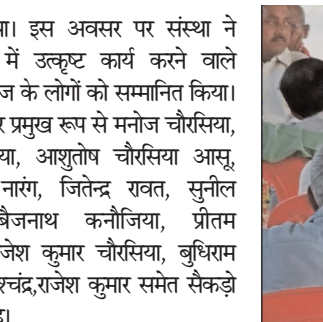 इस अवसर पर संस्था ने
में उत्कृष्ट कार्य करने वाले
के लोगों को सम्मानित किया।
प्रमुख रूप से मनोज चौरसिया,
आशुतोष चौरसिया आसू,
नारंग, जितेन्द्र रावत, सुनील
बैजनाथ कनौजिया, प्रीतम
कुमार चौरसिया, बुधिराम
राजेश कुमार समेत सैकड़ो